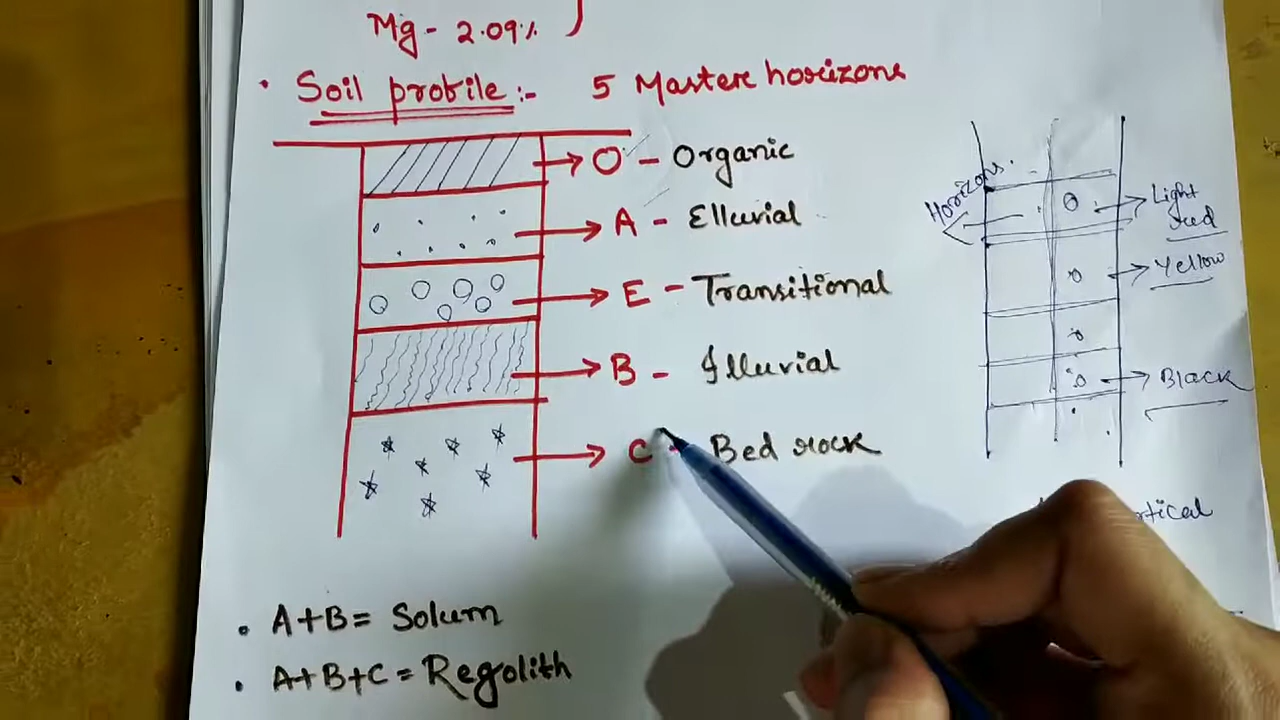 Mg - 2.09%
• Soil profile :- 5 Master horizons
O - Organic
A - Elluvial
E - Transitional
B - Illuvial
C - Bed rock
• A+B = Solum
• A+B+C = Regolith
Horizons.
Light
red
Yellow
Black